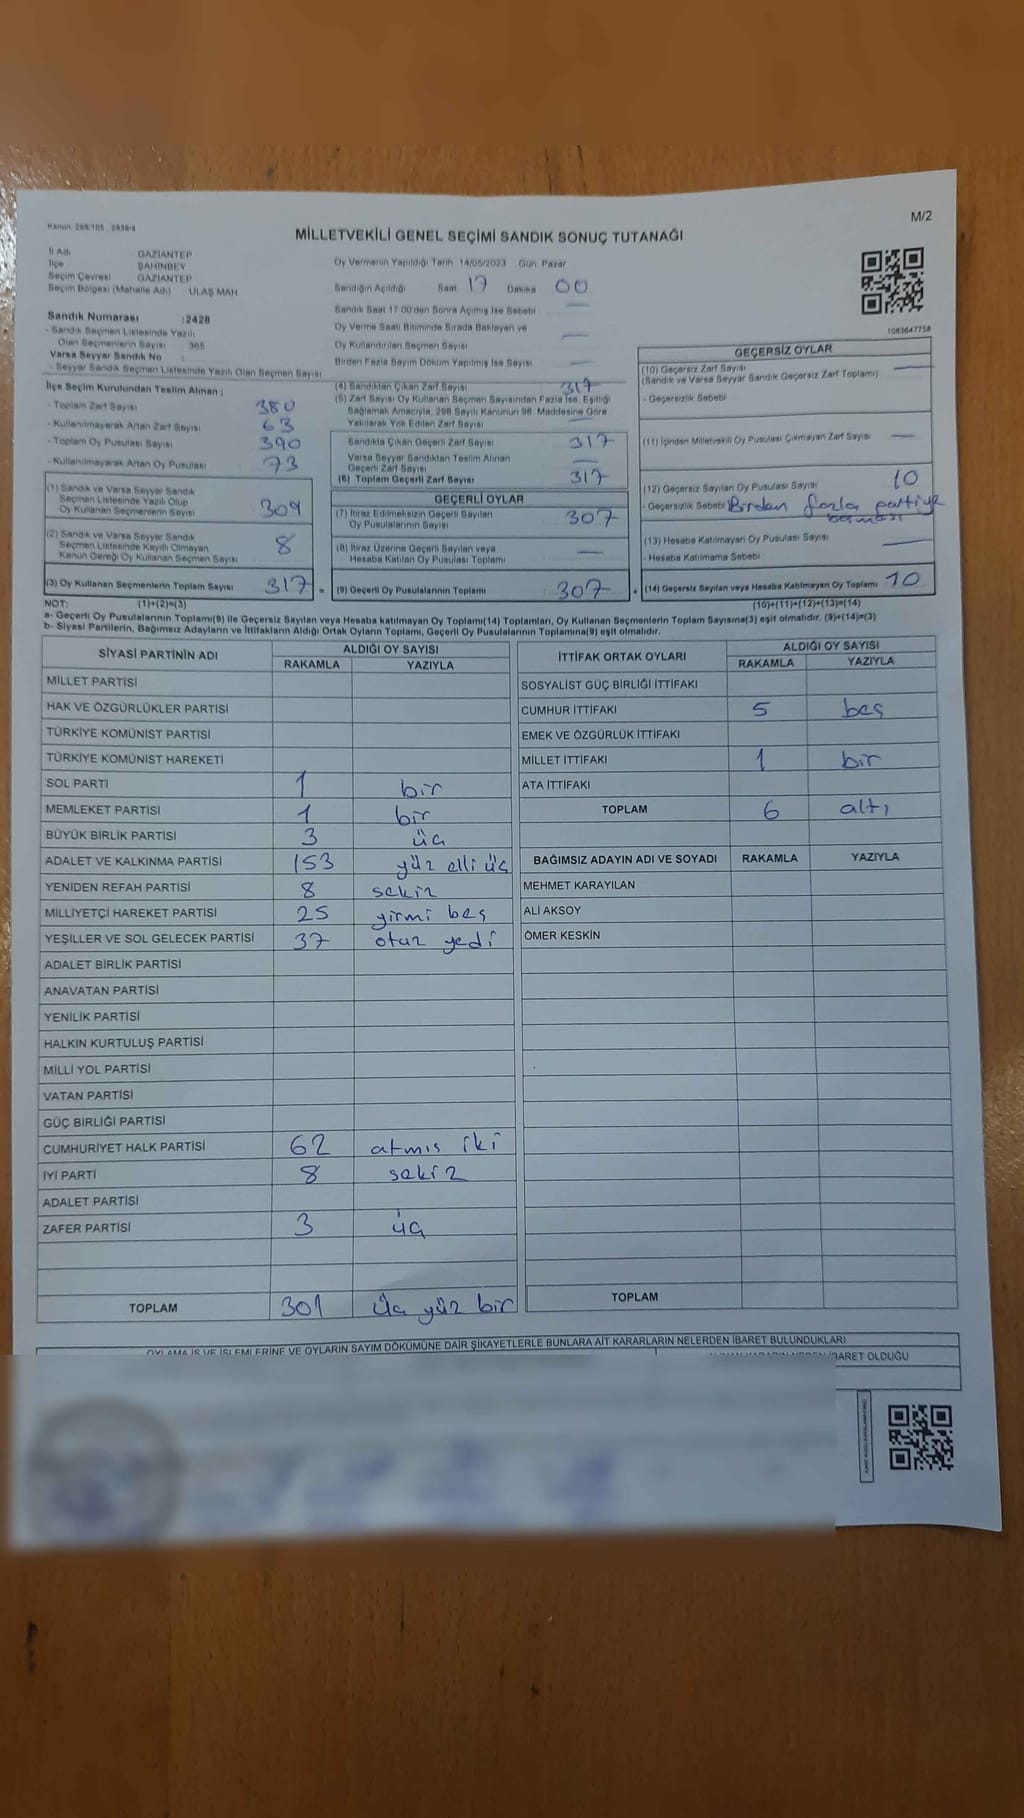 M/2
Kanun: 298/105 , 2839/4
MİLLETVEKİLİ GENEL SEÇİMİ SANDIK SONUÇ TUTANAĞI
İl Adı : GAZİANTEP
İlçe : ŞAHİNBEY
Seçim Çevresi : GAZİANTEP
Seçim Bölgesi (Mahalle Adı) : ULAŞ MAH.
Oy Vermenin Yapıldığı Tarih :14/05/2023 Gün: Pazar
Sandığın Açıldığı Saat: 17 Dakika: 00
Sandık Saat 17.00'den Sonra Açılmış İse Sebebi : —
Oy Verme Saati Bitiminde Sırada Bekleyen ve
Oy Kullandırılan Seçmen Sayısı : —
Birden Fazla Sayım Döküm Yapılmış İse Sayısı : —
1083647758
Sandık Numarası :2428
- Sandık Seçmen Listesinde Yazılı
Olan Seçmenlerin Sayısı : 365
Varsa Seyyar Sandık No :
- Seyyar Sandık Seçmen Listesinde Yazılı Olan Seçmen Sayısı :
İlçe Seçim Kurulundan Teslim Alınan ;
- Toplam Zarf Sayısı : 380
- Kullanılmayarak Artan Zarf Sayısı : 63
- Toplam Oy Pusulası Sayısı : 390
- Kullanılmayarak Artan Oy Pusulası : 73
(1) Sandık ve Varsa Seyyar Sandık
Seçmen Listesinde Yazılı Olup
Oy Kullanan Seçmenlerin Sayısı 309
(2) Sandık ve Varsa Seyyar Sandık
Seçmen Listesinde Kayıtlı Olmayan
Kanun Gereği Oy Kullanan Seçmen Sayısı 8
(3) Oy Kullanan Seçmenlerin Toplam Sayısı 317
(4) Sandıktan Çıkan Zarf Sayısı : 317
(5) Zarf Sayısı Oy Kullanan Seçmen Sayısından Fazla İse, Eşitliği
Sağlamak Amacıyla, 298 Sayılı Kanunun 98. Maddesine Göre
Yakılarak Yok Edilen Zarf Sayısı : —
Sandıkta Çıkan Geçerli Zarf Sayısı : 317
Varsa Seyyar Sandıktan Teslim Alınan
Geçerli Zarf Sayısı : —
(6) Toplam Geçerli Zarf Sayısı : 317
GEÇERLİ OYLAR
(7) İtiraz Edilmeksizin Geçerli Sayılan
Oy Pusulalarının Sayısı : 307
(8) İtiraz Üzerine Geçerli Sayılan veya
Hesaba Katılan Oy Pusulası Toplamı : —
(9) Geçerli Oy Pusulalarının Toplamı : 307
GEÇERSİZ OYLAR
(10) Geçersiz Zarf Sayısı : —
(Sandık ve Varsa Seyyar Sandık Geçersiz Zarf Toplamı)
- Geçersizlik Sebebi :
(11) İçinden Milletvekili Oy Pusulası Çıkmayan Zarf Sayısı : —
(12) Geçersiz Sayılan Oy Pusulası Sayısı : 10
- Geçersizlik Sebebi : Birden fazla partiye
basması
(13) Hesaba Katılmayan Oy Pusulası Sayısı : —
- Hesaba Katılmama Sebebi :
(14) Geçersiz Sayılan veya Hesaba Katılmayan Oy Toplamı : 10
NOT: (1)+(2)=(3) (10)+(11)+(12)+(13)=(14)
a- Geçerli Oy Pusulalarının Toplamı(9) ile Geçersiz Sayılan veya Hesaba katılmayan Oy Toplamı(14) Toplamları, Oy Kullanan Seçmenlerin Toplam Sayısına(3) eşit olmalıdır. (9)+(14)=(3)
b- Siyasi Partilerin, Bağımsız Adayların ve İttifakların Aldığı Ortak Oyların Toplamı, Geçerli Oy Pusulalarının Toplamına(9) eşit olmalıdır.
SİYASİ PARTİNİN ADI ALDIĞI OY SAYISI
RAKAMLA YAZIYLA
MİLLET PARTİSİ
HAK VE ÖZGÜRLÜKLER PARTİSİ
TÜRKİYE KOMÜNİST PARTİSİ
TÜRKİYE KOMÜNİST HAREKETİ
SOL PARTİ 1 bir
MEMLEKET PARTİSİ 1 bir
BÜYÜK BİRLİK PARTİSİ 3 üç
ADALET VE KALKINMA PARTİSİ 153 yüz elli üç
YENİDEN REFAH PARTİSİ 8 sekiz
MİLLİYETÇİ HAREKET PARTİSİ 25 yirmi beş
YEŞİLLER VE SOL GELECEK PARTİSİ 37 otuz yedi
ADALET BİRLİK PARTİSİ
ANAVATAN PARTİSİ
YENİLİK PARTİSİ
HALKIN KURTULUŞ PARTİSİ
MİLLİ YOL PARTİSİ
VATAN PARTİSİ
GÜÇ BİRLİĞİ PARTİSİ
CUMHURİYET HALK PARTİSİ 62 atmış iki
İYİ PARTİ 8 sekiz
ADALET PARTİSİ
ZAFER PARTİSİ 3 üç
TOPLAM 301 üç yüz bir
İTTİFAK ORTAK OYLARI ALDIĞI OY SAYISI
RAKAMLA YAZIYLA
SOSYALİST GÜÇ BİRLİĞİ İTTİFAKI
CUMHUR İTTİFAKI 5 beş
EMEK VE ÖZGÜRLÜK İTTİFAKI
MİLLET İTTİFAKI 1 bir
ATA İTTİFAKI
TOPLAM 6 altı
BAĞIMSIZ ADAYIN ADI VE SOYADI RAKAMLA YAZIYLA
MEHMET KARAYILAN
ALİ AKSOY
ÖMER KESKİN
TOPLAM
OYLAMA İŞ VE İŞLEMLERİNE VE OYLARIN SAYIM DÖKÜMÜNE DAİR ŞİKAYETLERLE BUNLARA AİT KARARLARIN NELERDEN İBARET BULUNDUKLARI
İBARET OLDUĞU